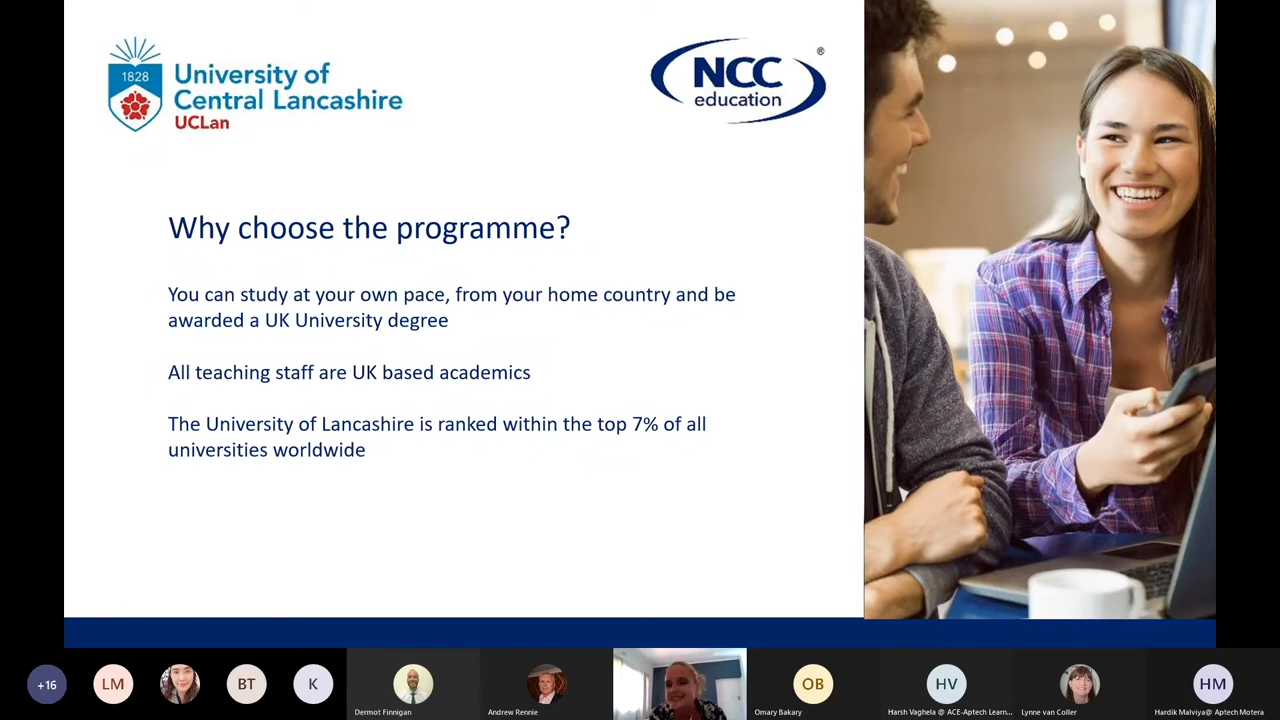 1828
University of
Central Lancashire
UCLan
NCC
education
®
Why choose the programme?
You can study at your own pace, from your home country and be
awarded a UK University degree
All teaching staff are UK based academics
The University of Lancashire is ranked within the top 7% of all
universities worldwide
+16
LM
BT
K
Dermot Finnigan
Andrew Rennie
OB
Omary Bakary
HV
Harsh Vaghela @ ACE-Aptech Learn...
Lynne van Coller
HM
Hardik Malviya@ Aptech Motera